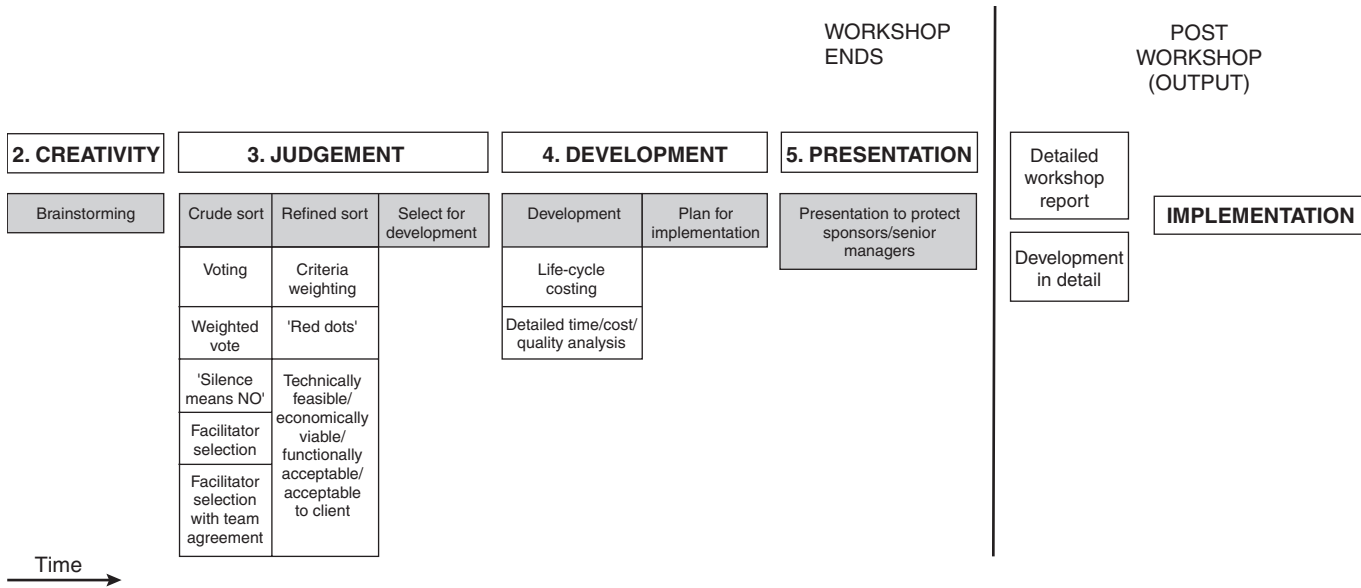 WORKSHOP
ENDS
POST
WORKSHOP
(OUTPUT)
2. CREATIVITY
3. JUDGEMENT
4. DEVELOPMENT
5. PRESENTATION
Detailed
workshop
report
Brainstorming
Crude sort
Refined sort
Select for
development
Development
Plan for
implementation
Presentation to protect
sponsors/senior
managers
IMPLEMENTATION
Development
in detail
Voting
Criteria
weighting
Life-cycle
costing
Weighted
vote
'Red dots'
Detailed time/cost/
quality analysis
'Silence
means NO'
Technically
feasible/
economically
viable/
functionally
acceptable/
acceptable
to client
Facilitator
selection
Facilitator
selection
with team
agreement
Time